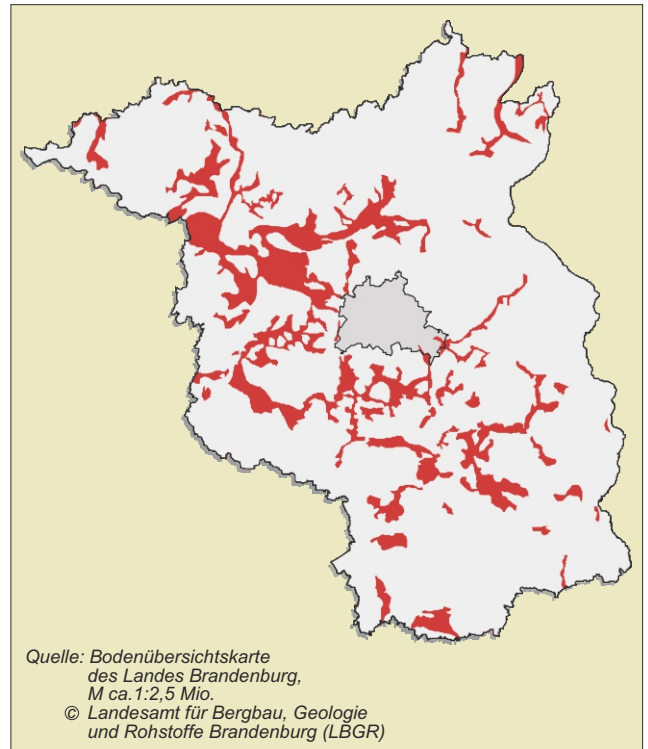 Quelle: Bodenübersichtskarte
des Landes Brandenburg,
M ca.1:2,5 Mio.
© Landesamt für Bergbau, Geologie
und Rohstoffe Brandenburg (LBGR)